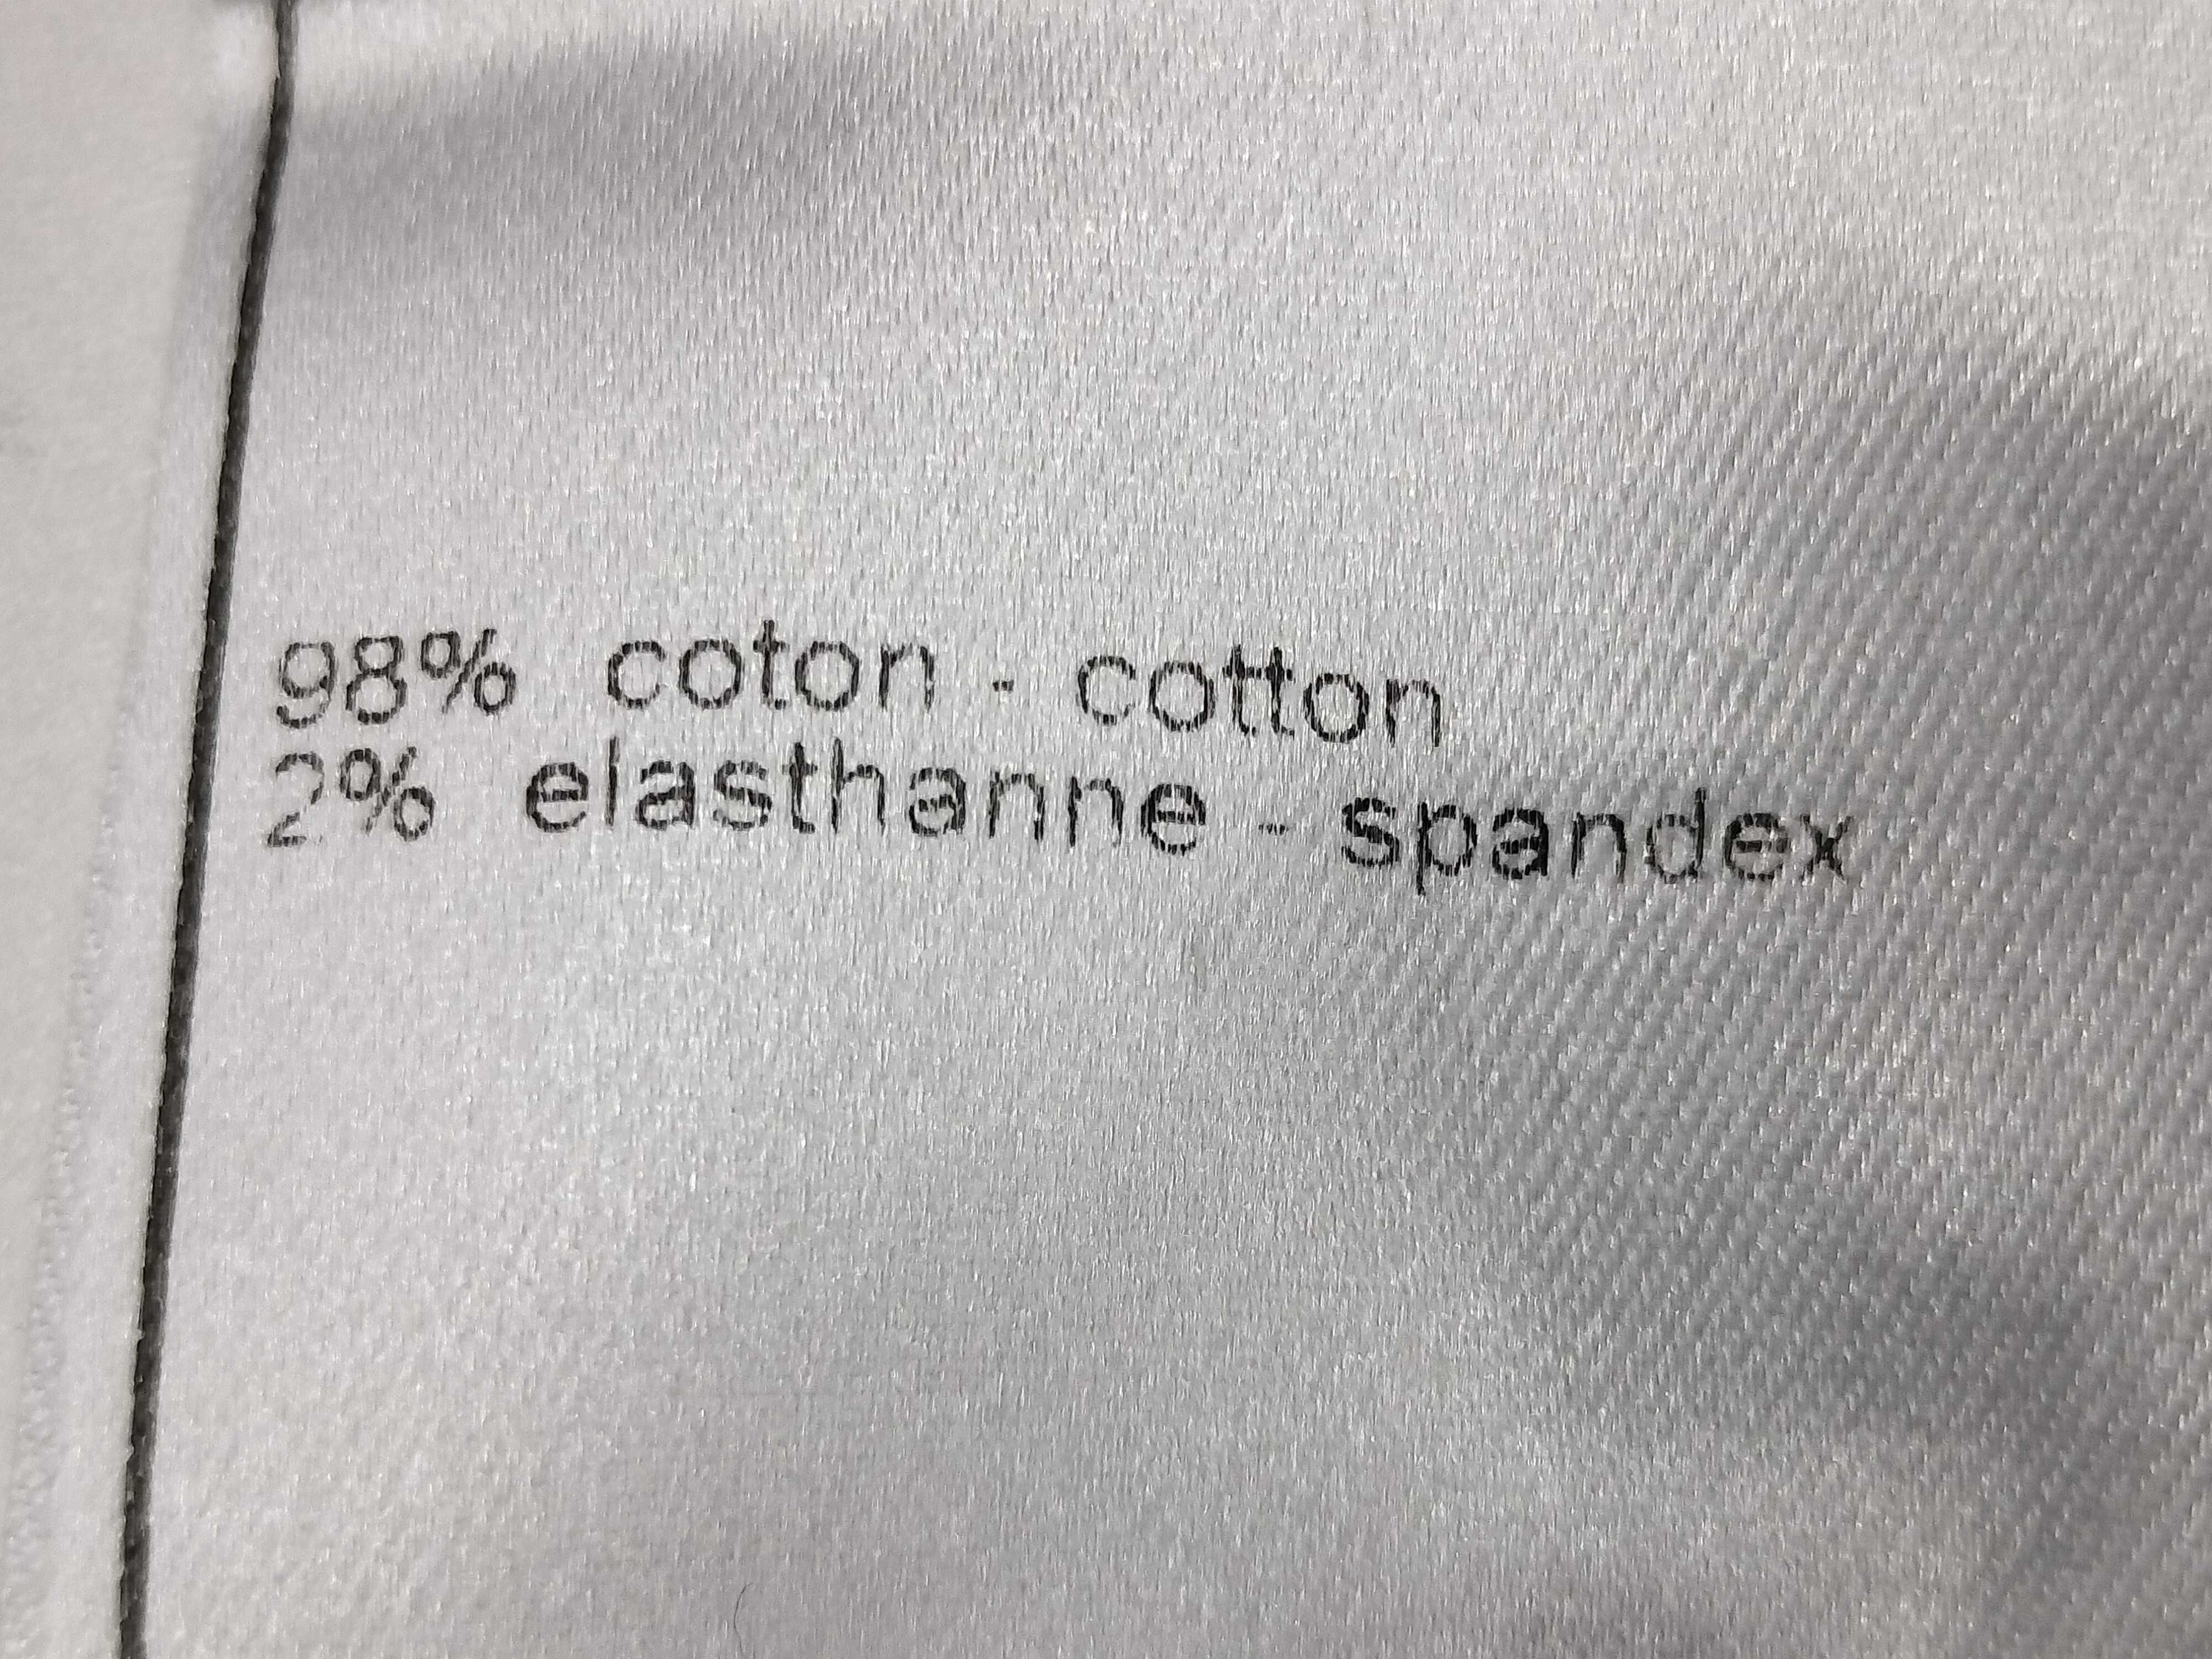 98% coton - cotton
2% elasthanne - spandex